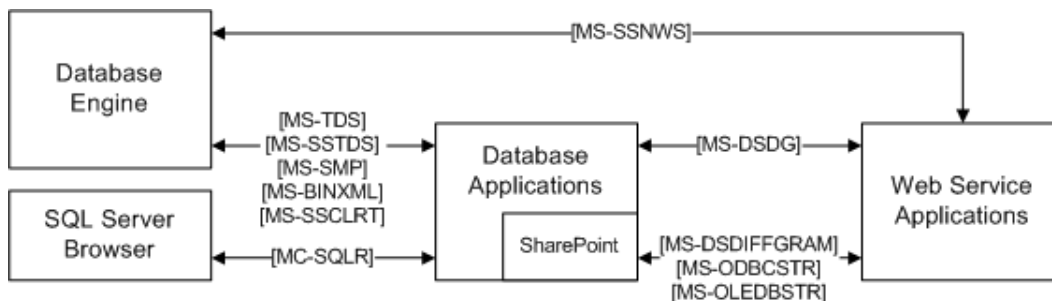 [MS-SSNWS]
Database
Engine
[MS-TDS]
[MS-SSTDS]
[MS-SMP]
[MS-BINXML]
[MS-SSCLRT]
Database
Applications
SharePoint
[MS-DSDG]
Web Service
Applications
SQL Server
Browser
[MC-SQLR]
[MS-DSDIFFGRAM]
[MS-ODBCSTR]
[MS-OLEDBSTR]